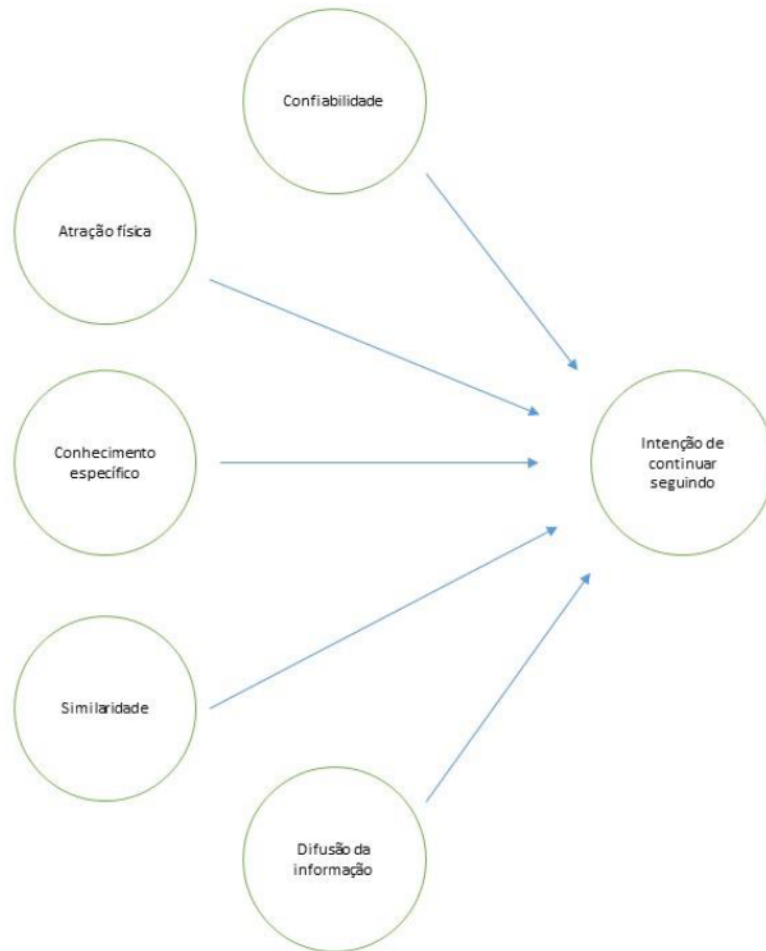 Confiabilidade
Atração física
Conhecimento
específico
Intenção de
continuar
seguindo
Similaridade
Difusão da
informação